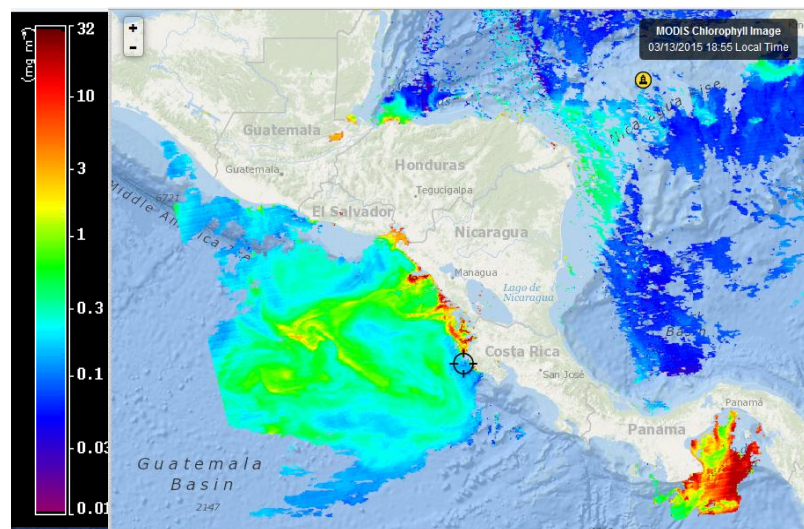 (mg m⁻³)
32
10
3
1
0.3
0.1
0.03
0.01
+
-
MODIS Chlorophyll Image
03/13/2015 18:55 Local Time
Nicaragua Rise
Guatemala
Guatemala
Honduras
Tegucigalpa
6721
Middle America
El Salvador
Nicaragua
Managua
Lago de
Nicaragua
Basin
Costa Rica
San José
Panamá
Panama
Guatemala
Basin
2147